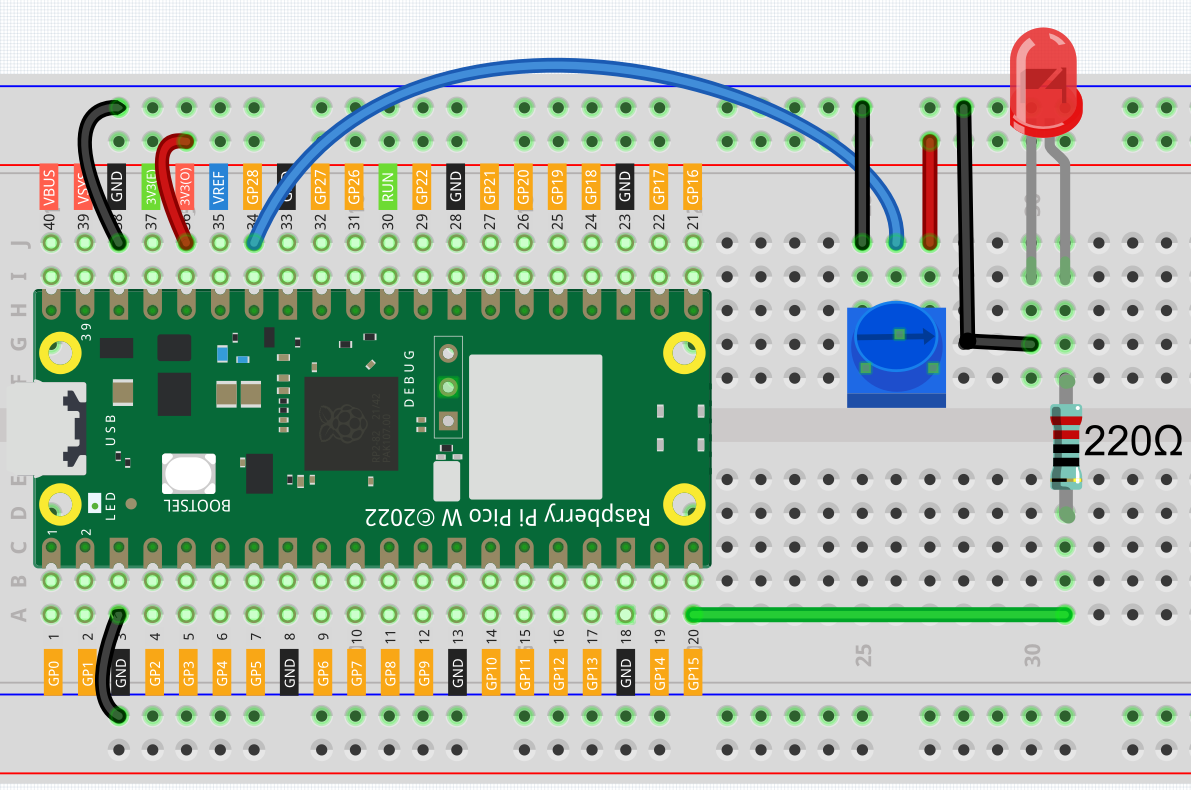 VBUS VSYS GND 3V3(E) 3V3(O) VREF GP28 GND GP27 GP26 RUN GP22 GND GP21 GP20 GP19 GP18 GND GP17 GP16
40 39 38 37 36 35 34 33 32 31 30 29 28 27 26 25 24 23 22 21
30
J
I
H
G
F
39
DEBUG
USB
220Ω
E
D
C
B
A
LED
BOOTSEL
Raspberry Pi Pico W ©2022
1 2
1 2 3 4 5 6 7 8 9 10 11 12 13 14 15 16 17 18 19 20
25 30
GP0 GP1 GND GP2 GP3 GP4 GP5 GND GP6 GP7 GP8 GP9 GND GP10 GP11 GP12 GP13 GND GP14 GP15